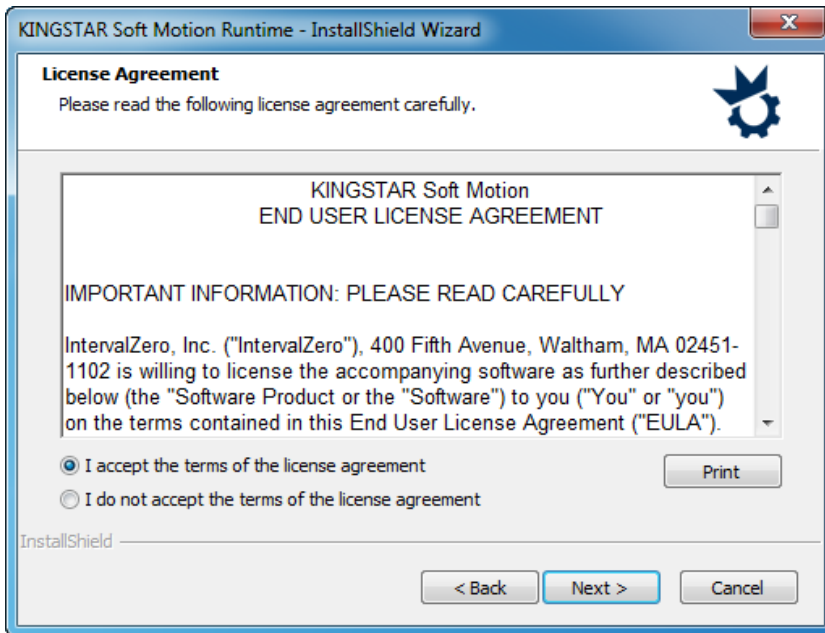 KINGSTAR Soft Motion Runtime - InstallShield Wizard
License Agreement
Please read the following license agreement carefully.
KINGSTAR Soft Motion
END USER LICENSE AGREEMENT
IMPORTANT INFORMATION: PLEASE READ CAREFULLY
IntervalZero, Inc. ("IntervalZero"), 400 Fifth Avenue, Waltham, MA 02451-
1102 is willing to license the accompanying software as further described
below (the "Software Product or the "Software") to you ("You" or "you")
on the terms contained in this End User License Agreement ("EULA").
I accept the terms of the license agreement
Print
I do not accept the terms of the license agreement
InstallShield
< Back
Next >
Cancel